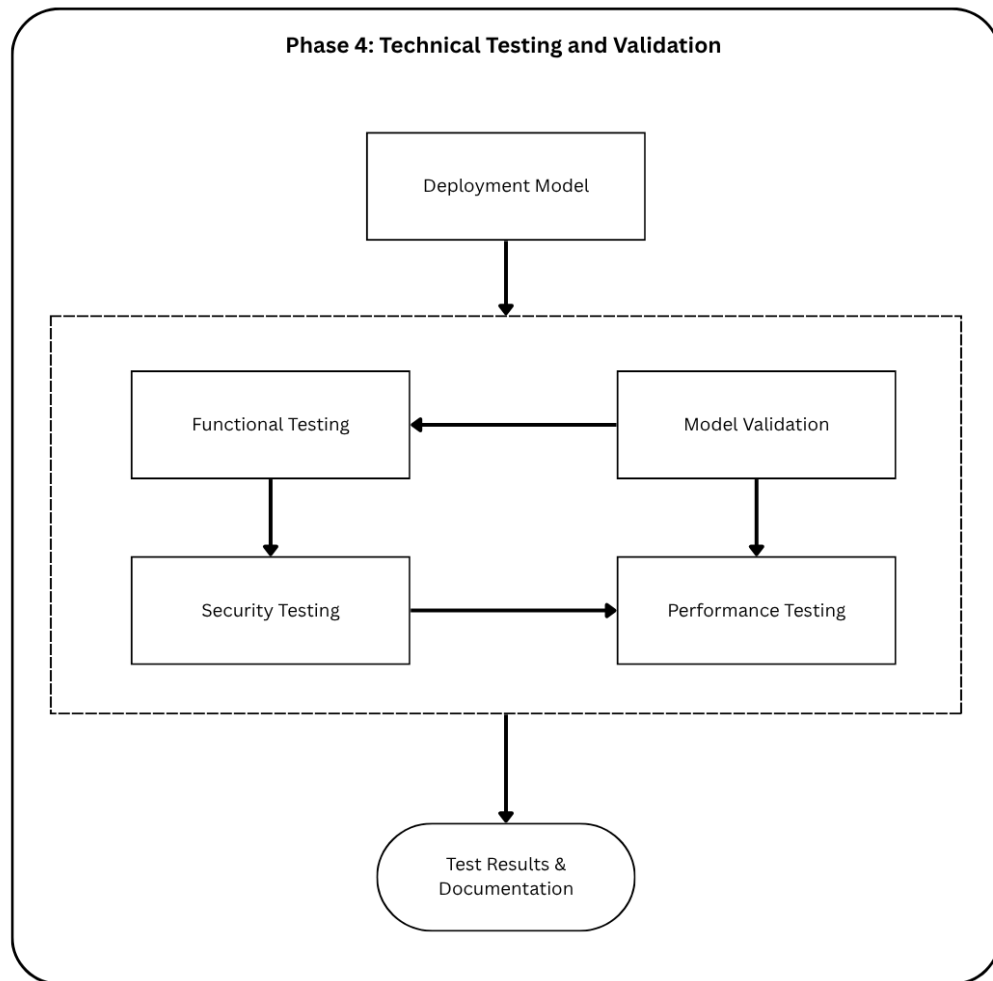 Phase 4: Technical Testing and Validation
Deployment Model
Functional Testing
Model Validation
Security Testing
Performance Testing
Test Results &
Documentation